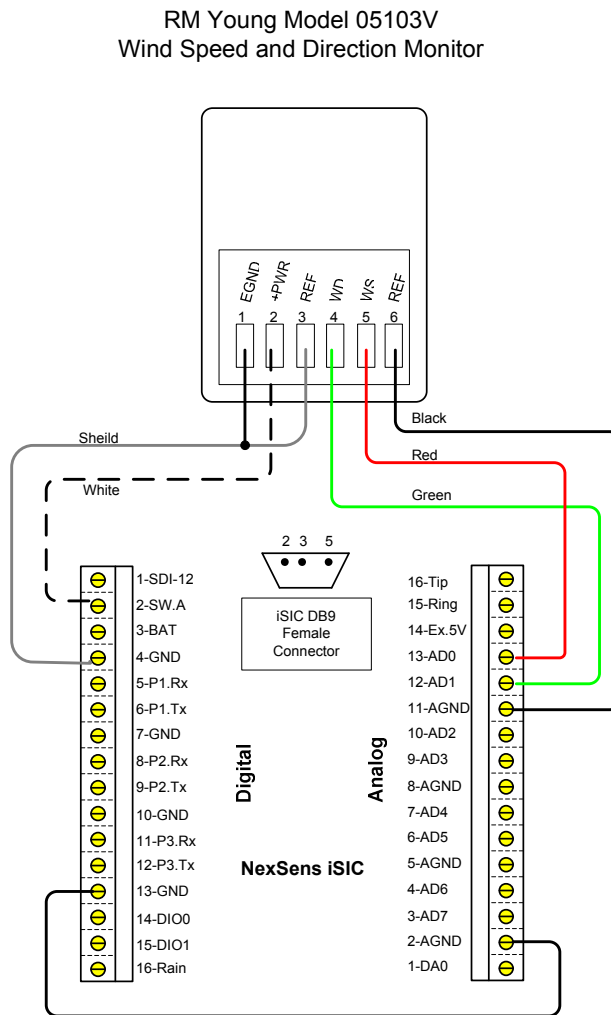 RM Young Model 05103V
Wind Speed and Direction Monitor
EGND
+PWR
REF
WD
WS
REF
1
2
3
4
5
6
Black
Sheild
Red
White
Green
2 3 5
iSIC DB9
Female
Connector
1-SDI-12
2-SW.A
3-BAT
4-GND
5-P1.Rx
6-P1.Tx
7-GND
8-P2.Rx
9-P2.Tx
10-GND
11-P3.Rx
12-P3.Tx
13-GND
14-DIO0
15-DIO1
16-Rain
Digital
Analog
NexSens iSIC
16-Tip
15-Ring
14-Ex.5V
13-AD0
12-AD1
11-AGND
10-AD2
9-AD3
8-AGND
7-AD4
6-AD5
5-AGND
4-AD6
3-AD7
2-AGND
1-DA0